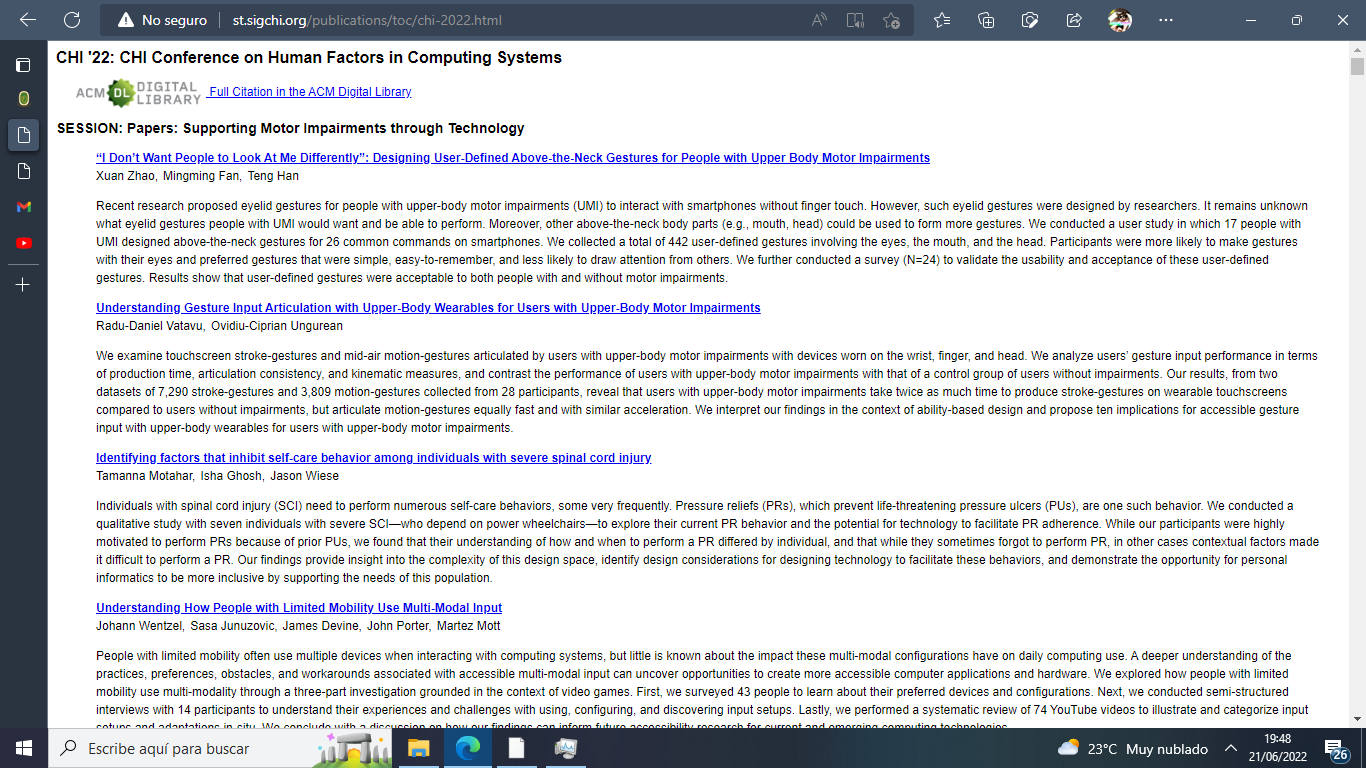 No seguro
st.sigchi.org/publications/toc/chi-2022.html
CHI '22: CHI Conference on Human Factors in Computing Systems
ACM DL DIGITAL LIBRARY Full Citation in the ACM Digital Library
SESSION: Papers: Supporting Motor Impairments through Technology
“I Don’t Want People to Look At Me Differently”: Designing User-Defined Above-the-Neck Gestures for People with Upper Body Motor Impairments
Xuan Zhao, Mingming Fan, Teng Han
Recent research proposed eyelid gestures for people with upper-body motor impairments (UMI) to interact with smartphones without finger touch. However, such eyelid gestures were designed by researchers. It remains unknown
what eyelid gestures people with UMI would want and be able to perform. Moreover, other above-the-neck body parts (e.g., mouth, head) could be used to form more gestures. We conducted a user study in which 17 people with
UMI designed above-the-neck gestures for 26 common commands on smartphones. We collected a total of 442 user-defined gestures involving the eyes, the mouth, and the head. Participants were more likely to make gestures
with their eyes and preferred gestures that were simple, easy-to-remember, and less likely to draw attention from others. We further conducted a survey (N=24) to validate the usability and acceptance of these user-defined
gestures. Results show that user-defined gestures were acceptable to both people with and without motor impairments.
Understanding Gesture Input Articulation with Upper-Body Wearables for Users with Upper-Body Motor Impairments
Radu-Daniel Vatavu, Ovidiu-Ciprian Ungurean
We examine touchscreen stroke-gestures and mid-air motion-gestures articulated by users with upper-body motor impairments with devices worn on the wrist, finger, and head. We analyze users’ gesture input performance in terms
of production time, articulation consistency, and kinematic measures, and contrast the performance of users with upper-body motor impairments with that of a control group of users without impairments. Our results, from two
datasets of 7,290 stroke-gestures and 3,809 motion-gestures collected from 28 participants, reveal that users with upper-body motor impairments take twice as much time to produce stroke-gestures on wearable touchscreens
compared to users without impairments, but articulate motion-gestures equally fast and with similar acceleration. We interpret our findings in the context of ability-based design and propose ten implications for accessible gesture
input with upper-body wearables for users with upper-body motor impairments.
Identifying factors that inhibit self-care behavior among individuals with severe spinal cord injury
Tamanna Motahar, Isha Ghosh, Jason Wiese
Individuals with spinal cord injury (SCI) need to perform numerous self-care behaviors, some very frequently. Pressure reliefs (PRs), which prevent life-threatening pressure ulcers (PUs), are one such behavior. We conducted a
qualitative study with seven individuals with severe SCI—who depend on power wheelchairs—to explore their current PR behavior and the potential for technology to facilitate PR adherence. While our participants were highly
motivated to perform PRs because of prior PUs, we found that their understanding of how and when to perform a PR differed by individual, and that while they sometimes forgot to perform PR, in other cases contextual factors made
it difficult to perform a PR. Our findings provide insight into the complexity of this design space, identify design considerations for designing technology to facilitate these behaviors, and demonstrate the opportunity for personal
informatics to be more inclusive by supporting the needs of this population.
Understanding How People with Limited Mobility Use Multi-Modal Input
Johann Wentzel, Sasa Junuzovic, James Devine, John Porter, Martez Mott
People with limited mobility often use multiple devices when interacting with computing systems, but little is known about the impact these multi-modal configurations have on daily computing use. A deeper understanding of the
practices, preferences, obstacles, and workarounds associated with accessible multi-modal input can uncover opportunities to create more accessible computer applications and hardware. We explored how people with limited
mobility use multi-modality through a three-part investigation grounded in the context of video games. First, we surveyed 43 people to learn about their preferred devices and configurations. Next, we conducted semi-structured
interviews with 14 participants to understand their experiences and challenges with using, configuring, and discovering input setups. Lastly, we performed a systematic review of 74 YouTube videos to illustrate and categorize input
setups and adaptations in-situ. We conclude with a discussion on how our findings can inform future accessibility research for current and emerging computing technologies.
Escribe aquí para buscar
23°C Muy nublado
19:48
21/06/2022
26